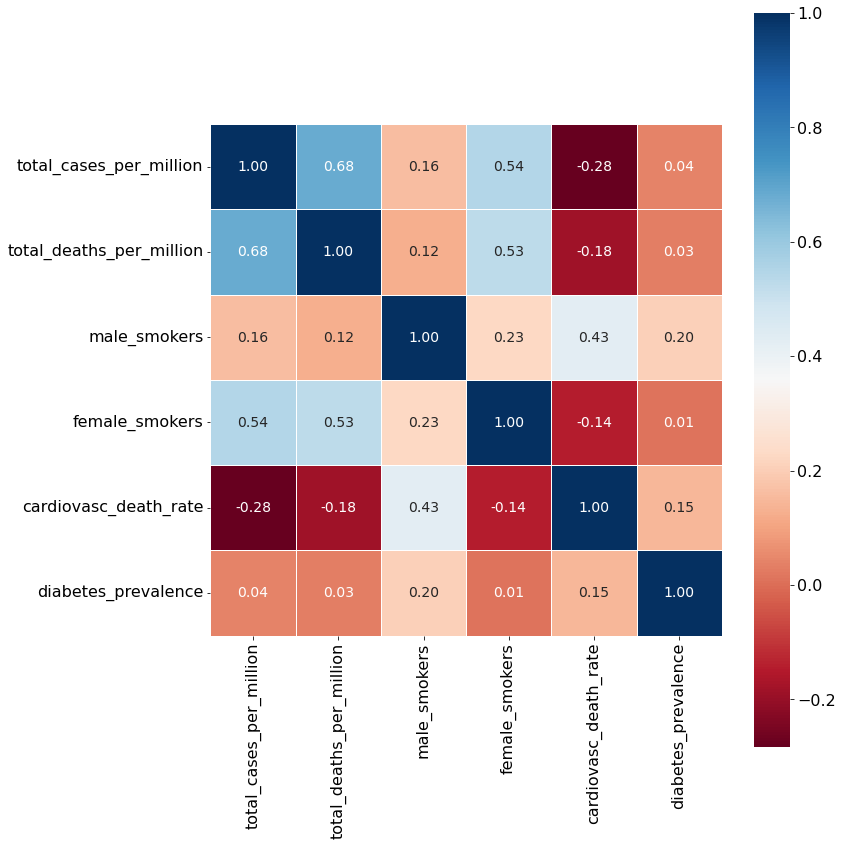 total_cases_per_million 1.00 0.68 0.16 0.54 -0.28 0.04
total_deaths_per_million 0.68 1.00 0.12 0.53 -0.18 0.03
male_smokers 0.16 0.12 1.00 0.23 0.43 0.20
female_smokers 0.54 0.53 0.23 1.00 -0.14 0.01
cardiovasc_death_rate -0.28 -0.18 0.43 -0.14 1.00 0.15
diabetes_prevalence 0.04 0.03 0.20 0.01 0.15 1.00
total_cases_per_million
total_deaths_per_million
male_smokers
female_smokers
cardiovasc_death_rate
diabetes_prevalence
1.0
0.8
0.6
0.4
0.2
0.0
−0.2